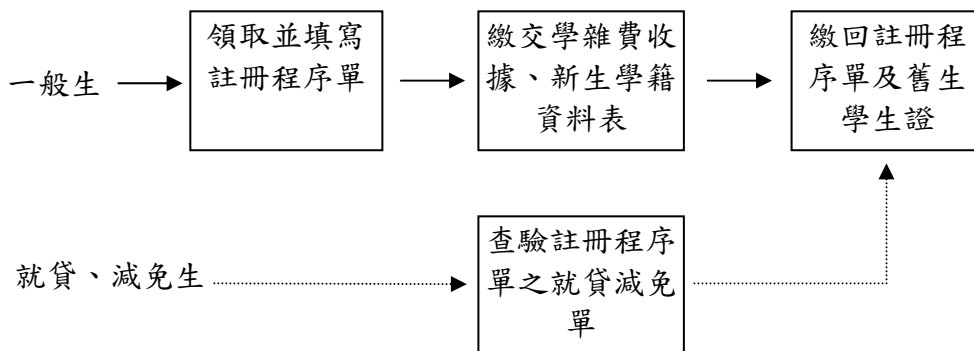 領取並填寫
註冊程序單
繳交學雜費收
據、新生學籍
資料表
繳回註冊程
序單及舊生
學生證
一般生
查驗註冊程序
單之就貸減免
單
就貸、減免生